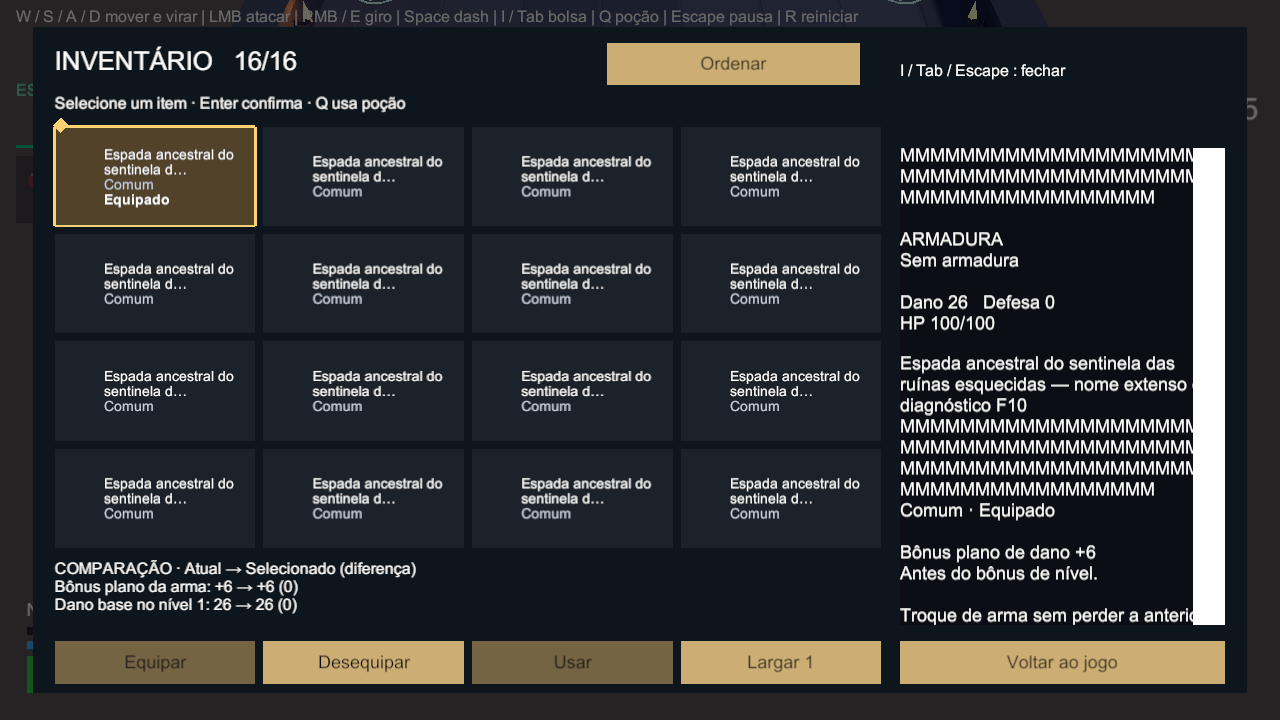 W / S / A / D mover e virar | LMB atacar | RMB / E giro | Space dash | I / Tab bolsa | Q poção | Escape pausa | R reiniciar
INVENTÁRIO 16/16
Ordenar
I / Tab / Escape : fechar
Selecione um item · Enter confirma · Q usa poção
Espada ancestral do
sentinela d…
Comum
Equipado
Espada ancestral do
sentinela d…
Comum
Espada ancestral do
sentinela d…
Comum
Espada ancestral do
sentinela d…
Comum
Espada ancestral do
sentinela d…
Comum
Espada ancestral do
sentinela d…
Comum
Espada ancestral do
sentinela d…
Comum
Espada ancestral do
sentinela d…
Comum
Espada ancestral do
sentinela d…
Comum
Espada ancestral do
sentinela d…
Comum
Espada ancestral do
sentinela d…
Comum
Espada ancestral do
sentinela d…
Comum
Espada ancestral do
sentinela d…
Comum
Espada ancestral do
sentinela d…
Comum
Espada ancestral do
sentinela d…
Comum
Espada ancestral do
sentinela d…
Comum
COMPARAÇÃO · Atual → Selecionado (diferença)
Bônus plano da arma: +6 → +6 (0)
Dano base no nível 1: 26 → 26 (0)
Equipar
Desequipar
Usar
Largar 1
MMMMMMMMMMMMMMMMMMMM
MMMMMMMMMMMMMMMMMMMM
MMMMMMMMMMMMMMMMM
ARMADURA
Sem armadura
Dano 26 Defesa 0
HP 100/100
Espada ancestral do sentinela das
ruínas esquecidas — nome extenso
diagnóstico F10
MMMMMMMMMMMMMMMMMMMM
MMMMMMMMMMMMMMMMMMMM
MMMMMMMMMMMMMMMMMMMM
MMMMMMMMMMMMMMMMM
Comum · Equipado
Bônus plano de dano +6
Antes do bônus de nível.
Troque de arma sem perder a
Voltar ao jogo